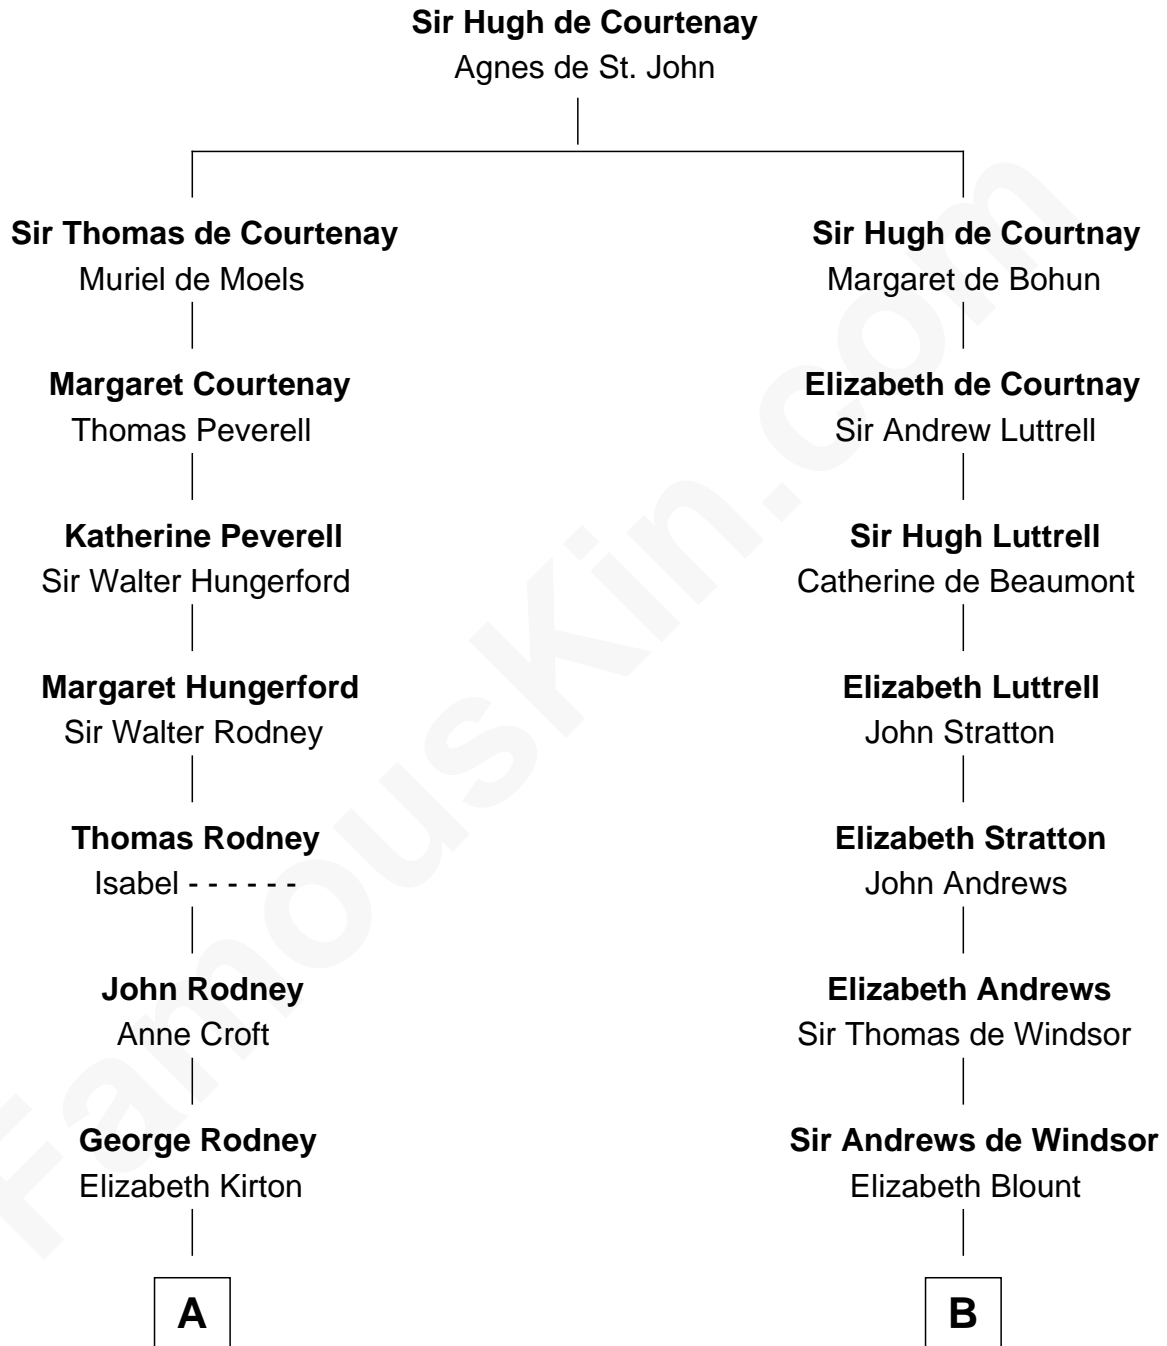 Sir Hugh de Courtenay
Agnes de St. John
Sir Thomas de Courtenay
Muriel de Moels
Sir Hugh de Courtnay
Margaret de Bohun
Margaret Courtenay
Thomas Peverell
Elizabeth de Courtnay
Sir Andrew Luttrell
Katherine Peverell
Sir Walter Hungerford
Sir Hugh Luttrell
Catherine de Beaumont
Margaret Hungerford
Sir Walter Rodney
Elizabeth Luttrell
John Stratton
Thomas Rodney
Isabel - - - - - -
Elizabeth Stratton
John Andrews
John Rodney
Anne Croft
Elizabeth Andrews
Sir Thomas de Windsor
George Rodney
Elizabeth Kirton
Sir Andrews de Windsor
Elizabeth Blount
A
B
FamousKin.com